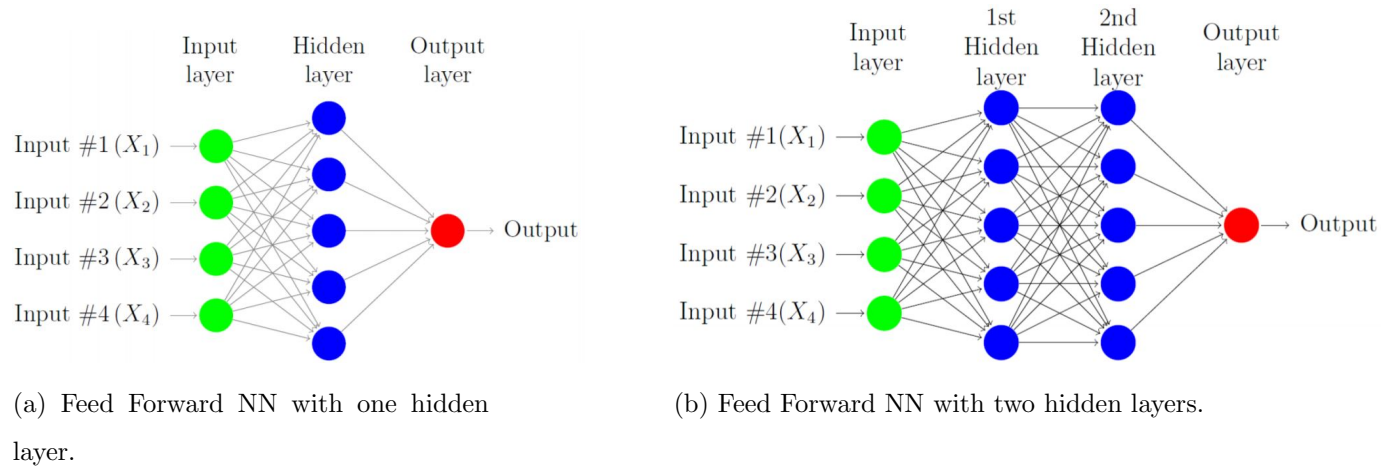 Input
layer
Hidden
layer
Output
layer
Input #1 (X₁)
Input #2 (X₂)
Input #3 (X₃)
Input #4 (X₄)
Output
(a) Feed Forward NN with one hidden
layer.
Input
layer
1st
Hidden
layer
2nd
Hidden
layer
Output
layer
Input #1(X₁)
Input #2(X₂)
Input #3(X₃)
Input #4(X₄)
Output
(b) Feed Forward NN with two hidden layers.